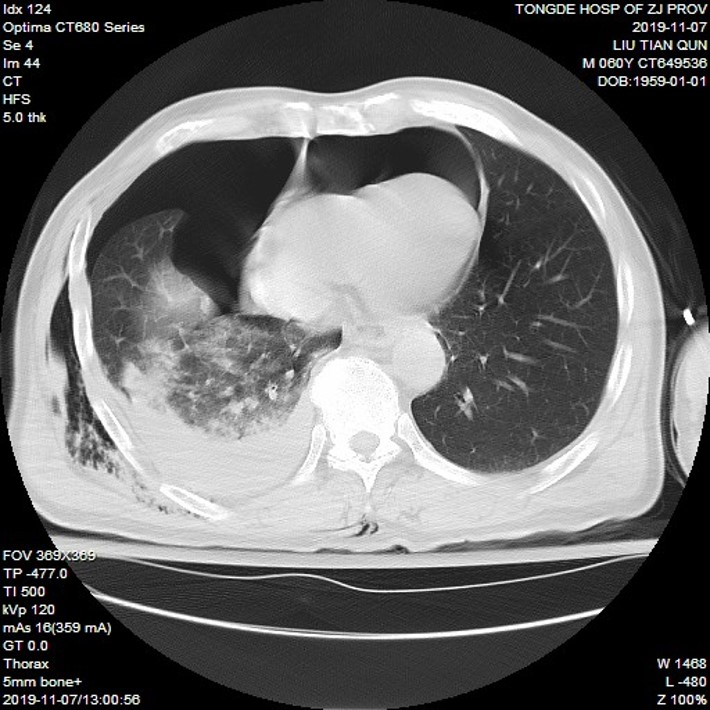 Idx 124
Optima CT680 Series
Se 4
Im 44
CT
HFS
5.0 thk
TONGDE HOSP OF ZJ PROV
2019-11-07
LIU TIAN QUN
M 060Y CT649536
DOB:1959-01-01
FOV 369X369
TP -477.0
TI 500
kVp 120
mAs 16(359 mA)
GT 0.0
Thorax
5mm bone+
2019-11-07/13:00:56
W 1468
L -480
Z 100%